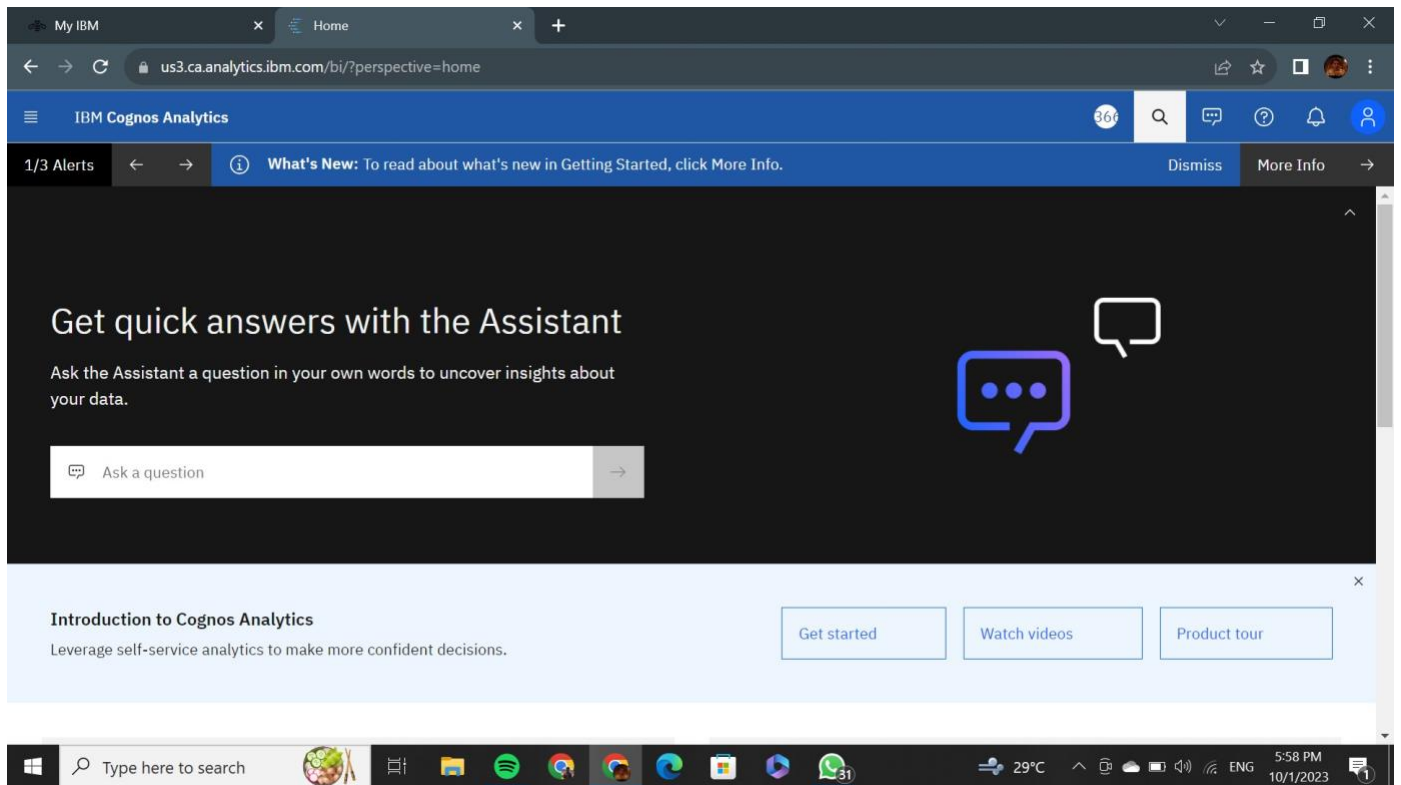 My IBM
Home
us3.ca.analytics.ibm.com/bi/?perspective=home
IBM Cognos Analytics
366
1/3 Alerts
What's New: To read about what's new in Getting Started, click More Info.
Dismiss
More Info
Get quick answers with the Assistant
Ask the Assistant a question in your own words to uncover insights about
your data.
Ask a question
Introduction to Cognos Analytics
Leverage self-service analytics to make more confident decisions.
Get started
Watch videos
Product tour
Type here to search
31
29°C
ENG
5:58 PM
10/1/2023
1